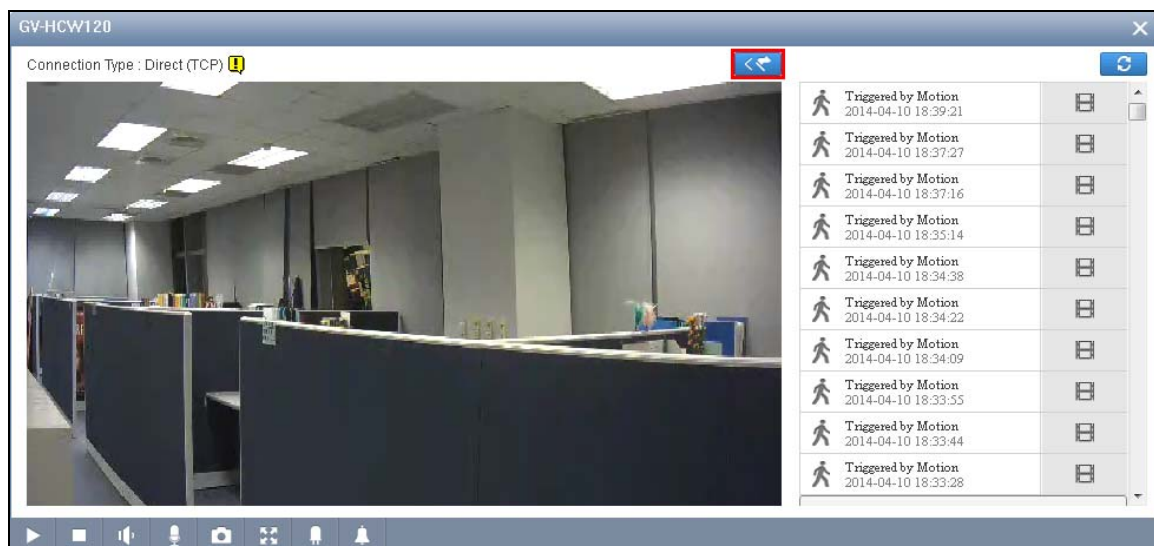 GV-HCW120
Connection Type : Direct (TCP)
Triggered by Motion
2014-04-10 18:39:21
Triggered by Motion
2014-04-10 18:37:27
Triggered by Motion
2014-04-10 18:37:16
Triggered by Motion
2014-04-10 18:35:14
Triggered by Motion
2014-04-10 18:34:38
Triggered by Motion
2014-04-10 18:34:22
Triggered by Motion
2014-04-10 18:34:09
Triggered by Motion
2014-04-10 18:33:55
Triggered by Motion
2014-04-10 18:33:44
Triggered by Motion
2014-04-10 18:33:28